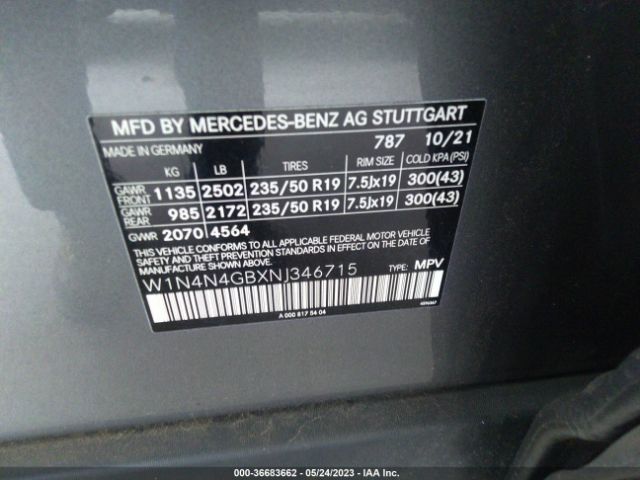 MFD BY MERCEDES-BENZ AG STUTTGART
MADE IN GERMANY 787 10/21
KG LB TIRES RIM SIZE COLD KPA (PSI)
GAWR FRONT 1135 2502 235/50 R19 7.5Jx19 300(43)
GAWR REAR 985 2172 235/50 R19 7.5Jx19 300(43)
GVWR 2070 4564
THIS VEHICLE CONFORMS TO ALL APPLICABLE FEDERAL MOTOR VEHICLE
SAFETY, BUMPER, AND THEFT PREVENTION STANDARDS IN EFFECT ON THE DATE OF
MANUFACTURE SHOWN ABOVE.
W1N4N4GBXNJ346715 TYPE: MPV
A 000 817 54 04
000-36683662 - 05/24/2023 - IAA Inc.